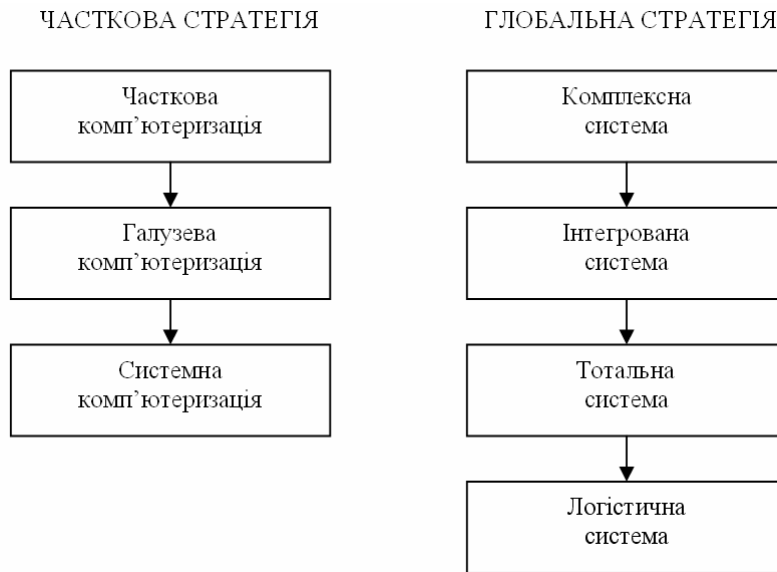 ЧАСТКОВА СТРАТЕГІЯ
Часткова
комп’ютеризація
Галузева
комп’ютеризація
Системна
комп’ютеризація
ГЛОБАЛЬНА СТРАТЕГІЯ
Комплексна
система
Інтегрована
система
Тотальна
система
Логістична
система